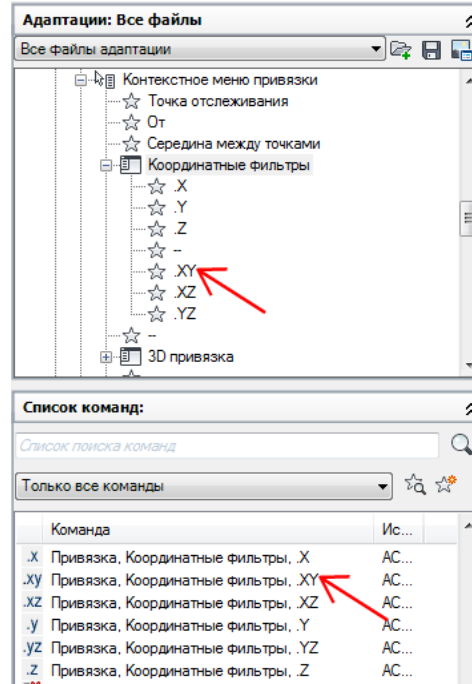 Адаптации: Все файлы
Все файлы адаптации
Контекстное меню привязки
Точка отслеживания
От
Середина между точками
Координатные фильтры
.X
.Y
.Z
--
.XY
.XZ
.YZ
--
3D привязка
Список команд:
Список поиска команд
Только все команды
Команда Ис...
.X Привязка, Координатные фильтры, .X AC...
.XY Привязка, Координатные фильтры, .XY AC...
.XZ Привязка, Координатные фильтры, .XZ AC...
.y Привязка, Координатные фильтры, .Y AC...
.yz Привязка, Координатные фильтры, .YZ AC...
.z Привязка, Координатные фильтры, .Z AC...